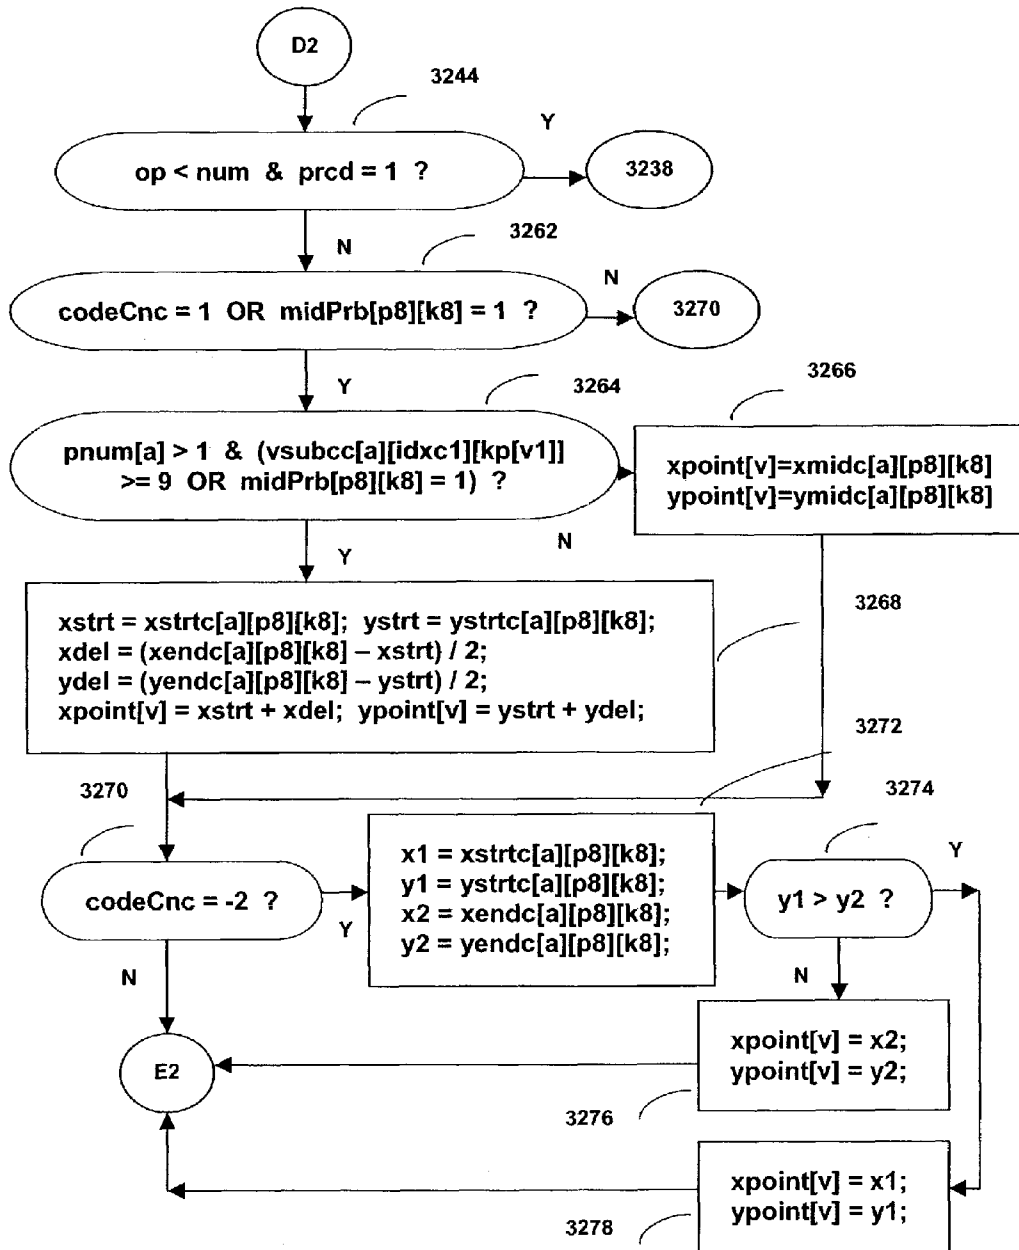 D2
3244
op < num & prcd = 1 ?
Y
3238
N
3262
codeCnc = 1 OR midPrb[p8][k8] = 1 ?
N
3270
Y
3264
3266
pnum[a] > 1 & (vsubcc[a][idxc1][kp[v1]]
>= 9 OR midPrb[p8][k8] = 1) ?
xpoint[v]=xmidc[a][p8][k8]
ypoint[v]=ymidc[a][p8][k8]
N
Y
3268
xstrt = xstrtc[a][p8][k8]; ystrt = ystrtc[a][p8][k8];
xdel = (xendc[a][p8][k8] – xstrt) / 2;
ydel = (yendc[a][p8][k8] – ystrt) / 2;
xpoint[v] = xstrt + xdel; ypoint[v] = ystrt + ydel;
3272
3270
3274
codeCnc = -2 ?
Y
x1 = xstrtc[a][p8][k8];
y1 = ystrtc[a][p8][k8];
x2 = xendc[a][p8][k8];
y2 = yendc[a][p8][k8];
y1 > y2 ?
Y
N
N
E2
xpoint[v] = x2;
ypoint[v] = y2;
3276
xpoint[v] = x1;
ypoint[v] = y1;
3278